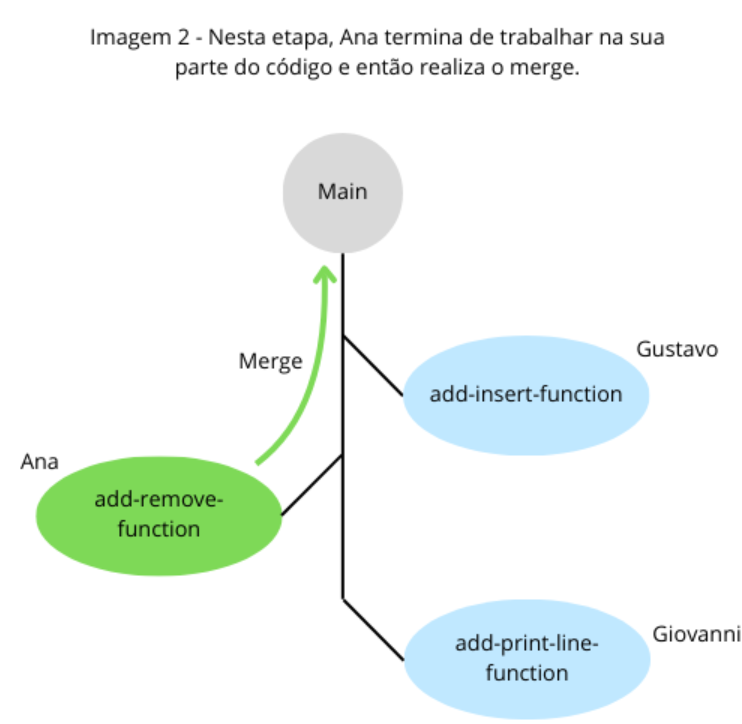 Imagem 2 - Nesta etapa, Ana termina de trabalhar na sua
parte do código e então realiza o merge.
Main
Gustavo
Merge
add-insert-function
Ana
add-remove-
function
Giovanni
add-print-line-
function